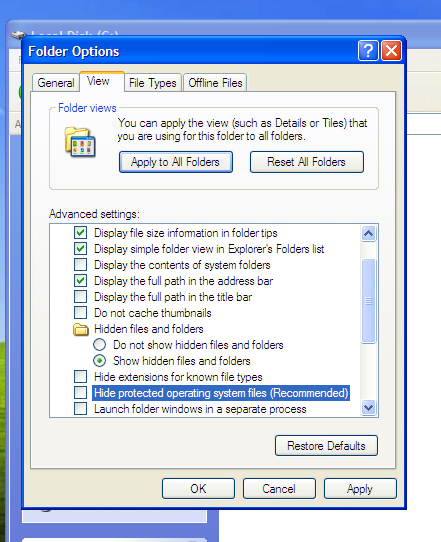 Local Disk (C:)
Folder Options
General
View
File Types
Offline Files
Folder views
You can apply the view (such as Details or Tiles) that
you are using for this folder to all folders.
Apply to All Folders
Reset All Folders
Advanced settings:
Display file size information in folder tips
Display simple folder view in Explorer's Folders list
Display the contents of system folders
Display the full path in the address bar
Display the full path in the title bar
Do not cache thumbnails
Hidden files and folders
Do not show hidden files and folders
Show hidden files and folders
Hide extensions for known file types
Hide protected operating system files (Recommended)
Launch folder windows in a separate process
Restore Defaults
OK
Cancel
Apply